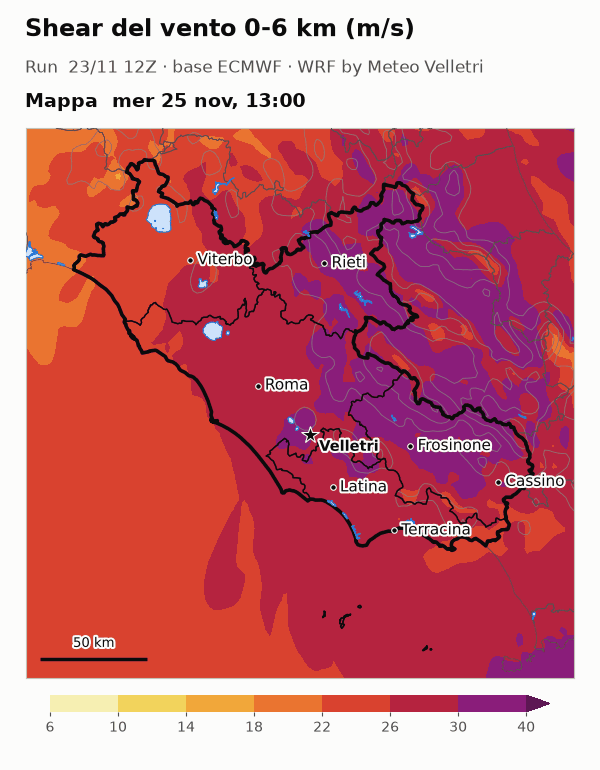 Shear del vento 0-6 km (m/s)
Run  23/11 12Z · base ECMWF · WRF by Meteo Velletri
Mappa  mer 25 nov, 13:00
Viterbo
Rieti
Roma
Velletri
Frosinone
Cassino
Latina
Terracina
50 km
6 10 14 18 22 26 30 40